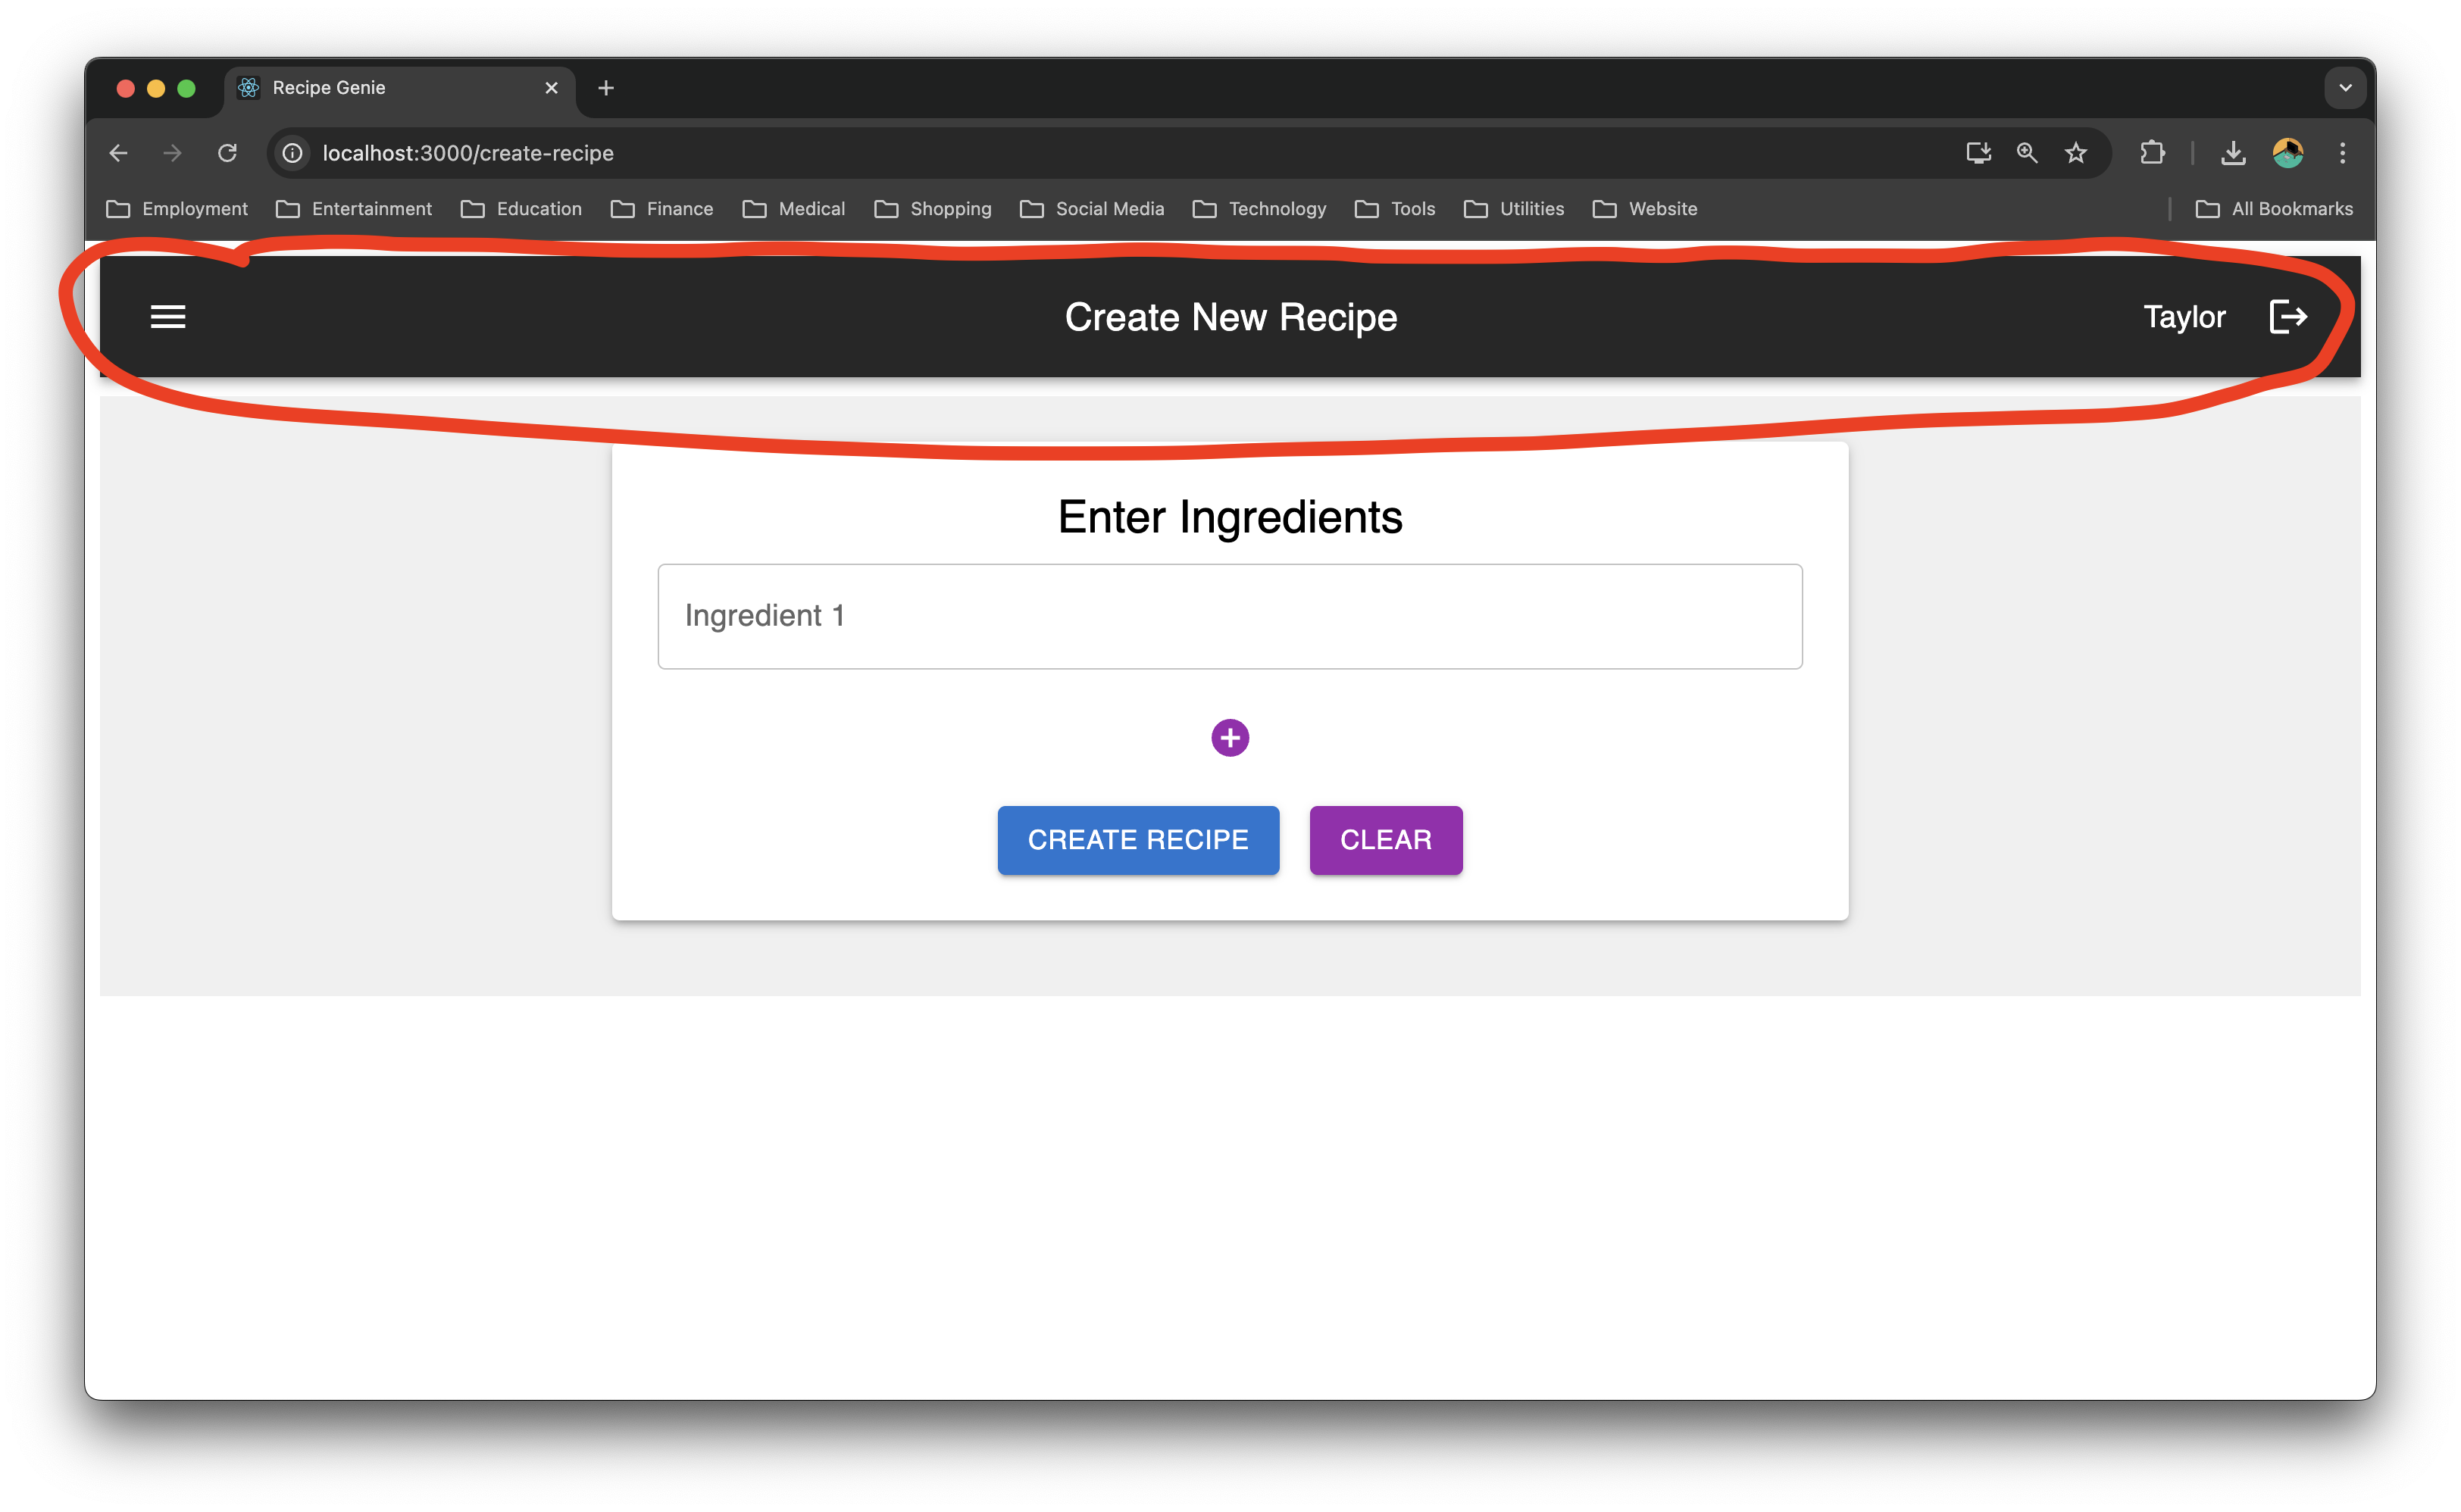 Recipe Genie
localhost:3000/create-recipe
Employment Entertainment Education Finance Medical Shopping Social Media Technology Tools Utilities Website All Bookmarks
Create New Recipe Taylor
Enter Ingredients
Ingredient 1
CREATE RECIPE CLEAR